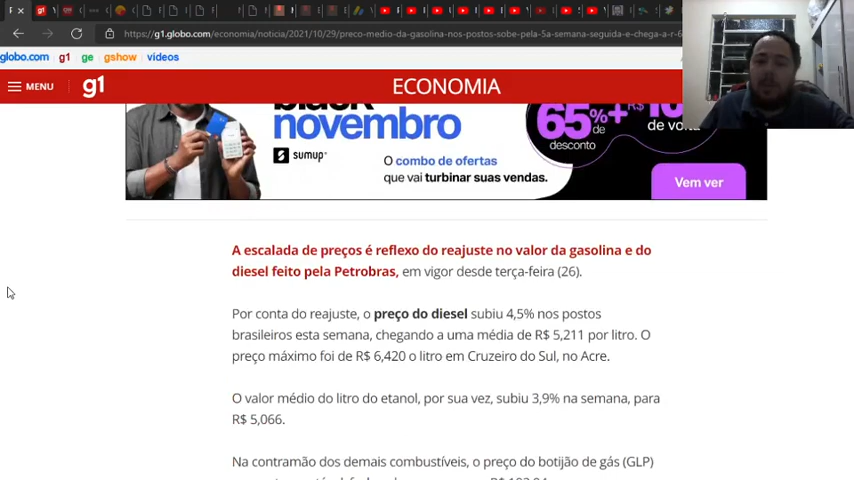 g1.globo.com/economia/noticia/2021/10/29/preco-medio-da-gasolina-nos-postos-sobe-pela-5a-semana-seguida-e-chega-a-r-6
globo.com g1 ge gshow vídeos
MENU g1 ECONOMIA
black
novembro
sumup
O combo de ofertas
que vai turbinar suas vendas.
65% de desconto
+ R$
de volta
Vem ver
A escalada de preços é reflexo do reajuste no valor da gasolina e do
diesel feito pela Petrobras, em vigor desde terça-feira (26).
Por conta do reajuste, o preço do diesel subiu 4,5% nos postos
brasileiros esta semana, chegando a uma média de R$ 5,211 por litro. O
preço máximo foi de R$ 6,420 o litro em Cruzeiro do Sul, no Acre.
O valor médio do litro do etanol, por sua vez, subiu 3,9% na semana, para
R$ 5,066.
Na contramão dos demais combustíveis, o preço do botijão de gás (GLP)